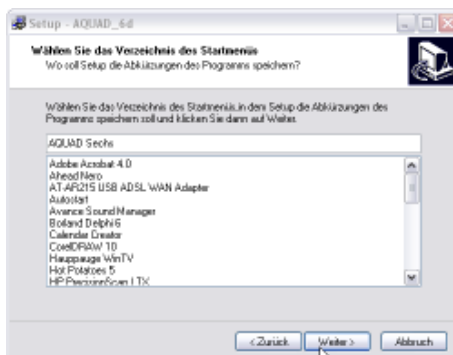 Setup - AQUAD_6d
Wählen Sie das Verzeichnis des Startmenüs
Wo soll Setup die Abkürzungen des Programms speichern?
Wählen Sie das Verzeichnis des Startmenüs,in dem Setup die Abkürzungen des
Programms speichern soll und klicken Sie dann auf Weiter.
AQUAD Sechs
Adobe Acrobat 4.0
Ahead Nero
AT-AR215 USB ADSL WAN Adapter
Autostart
Avance Sound Manager
Borland Delphi 6
Calendar Creator
CorelDRAW 10
Hauppauge WinTV
Hot Potatoes 5
HP PrecisionScan LTX
< Zurück
Weiter >
Abbruch